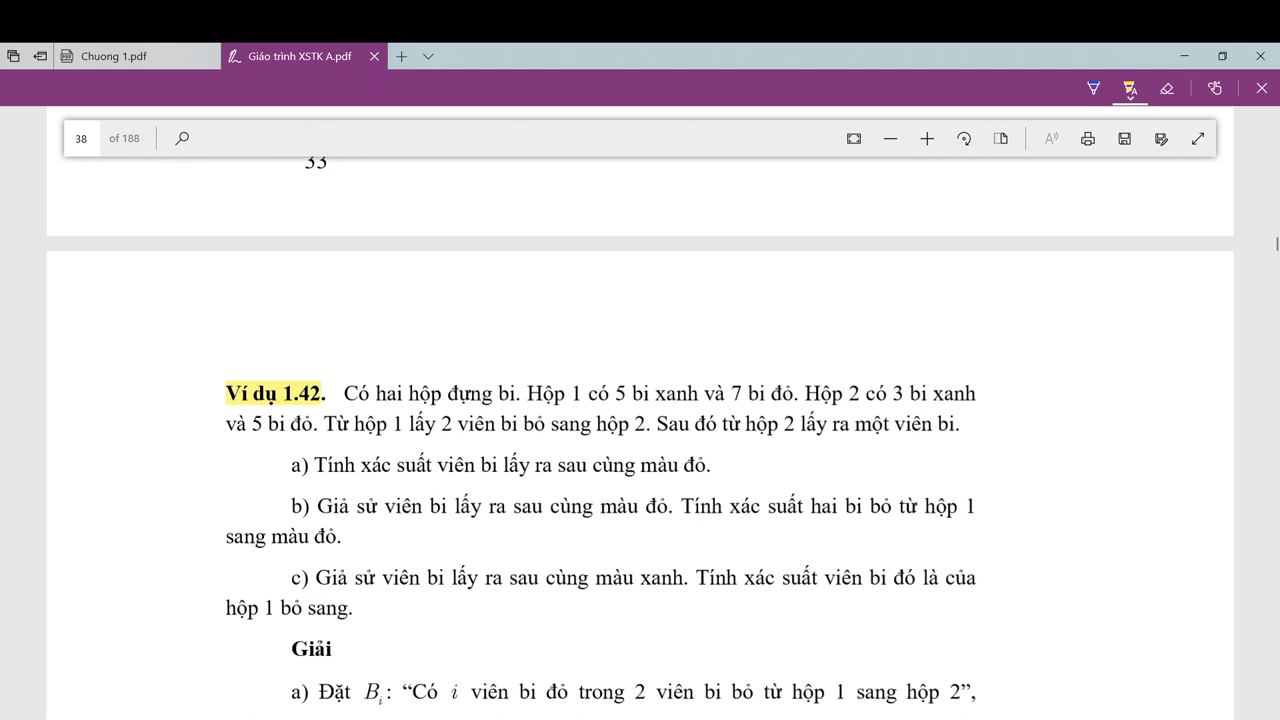 Chuong 1.pdf
Giáo trình XSTK A.pdf
38 of 188
33
Ví dụ 1.42. Có hai hộp đựng bi. Hộp 1 có 5 bi xanh và 7 bi đỏ. Hộp 2 có 3 bi xanh
và 5 bi đỏ. Từ hộp 1 lấy 2 viên bi bỏ sang hộp 2. Sau đó từ hộp 2 lấy ra một viên bi.
a) Tính xác suất viên bi lấy ra sau cùng màu đỏ.
b) Giả sử viên bi lấy ra sau cùng màu đỏ. Tính xác suất hai bi bỏ từ hộp 1
sang màu đỏ.
c) Giả sử viên bi lấy ra sau cùng màu xanh. Tính xác suất viên bi đó là của
hộp 1 bỏ sang.
Giải
a) Đặt Bᵢ: “Có i viên bi đỏ trong 2 viên bi bỏ từ hộp 1 sang hộp 2”,